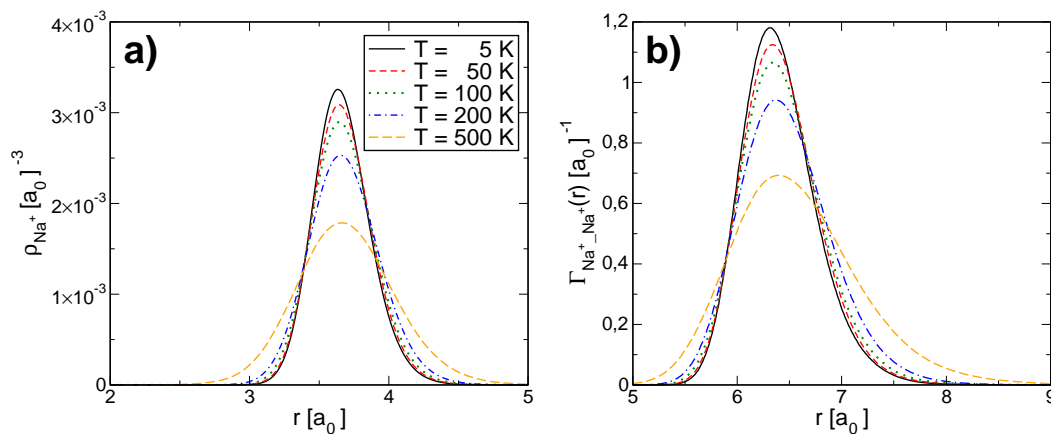 a)
4×10⁻³
3×10⁻³
2×10⁻³
1×10⁻³
0
ρNa⁺ [a₀]⁻³
T = 5 K
T = 50 K
T = 100 K
T = 200 K
T = 500 K
2 3 4 5
r [a₀]
b)
1,2
1
0,8
0,6
0,4
0,2
0
ΓNa⁺_Na⁺(r) [a₀]⁻¹
5 6 7 8 9
r [a₀]